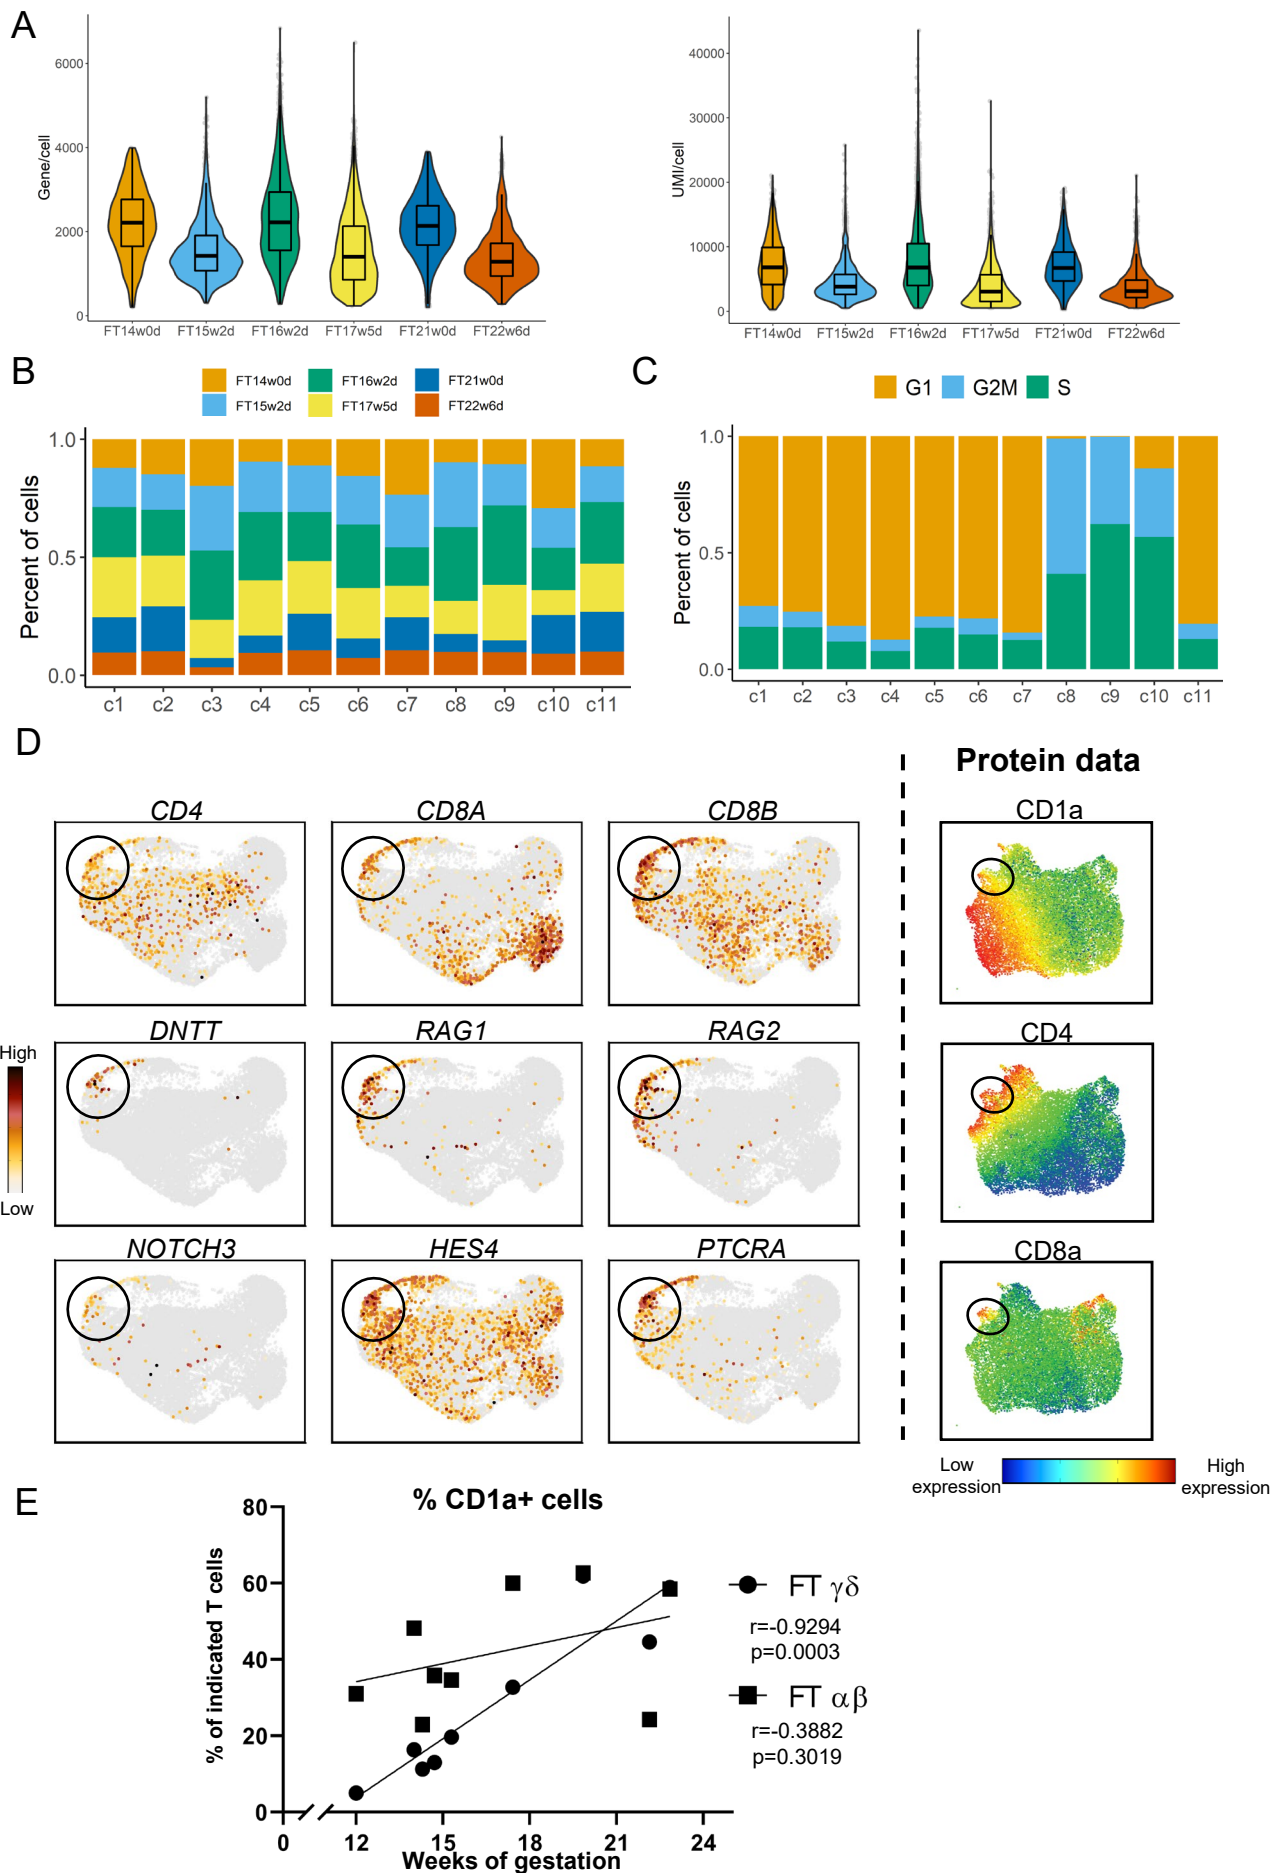 A
Gene/cell
6000
4000
2000
0
FT14w0d FT15w2d FT16w2d FT17w5d FT21w0d FT22w6d
UMI/cell
40000
30000
20000
10000
0
FT14w0d FT15w2d FT16w2d FT17w5d FT21w0d FT22w6d
B
FT14w0d FT16w2d FT21w0d
FT15w2d FT17w5d FT22w6d
Percent of cells
1.0
0.5
0.0
c1 c2 c3 c4 c5 c6 c7 c8 c9 c10 c11
C
G1 G2M S
Percent of cells
1.0
0.5
0.0
c1 c2 c3 c4 c5 c6 c7 c8 c9 c10 c11
D
Protein data
CD4 CD8A CD8B CD1a
DNTT RAG1 RAG2 CD4
High
Low
NOTCH3 HES4 PTCRA CD8a
Low expression
High expression
E
% CD1a+ cells
% of indicated T cells
80
60
40
20
0
0 12 15 18 21 24
Weeks of gestation
FT γδ
r=-0.9294
p=0.0003
FT αβ
r=-0.3882
p=0.3019